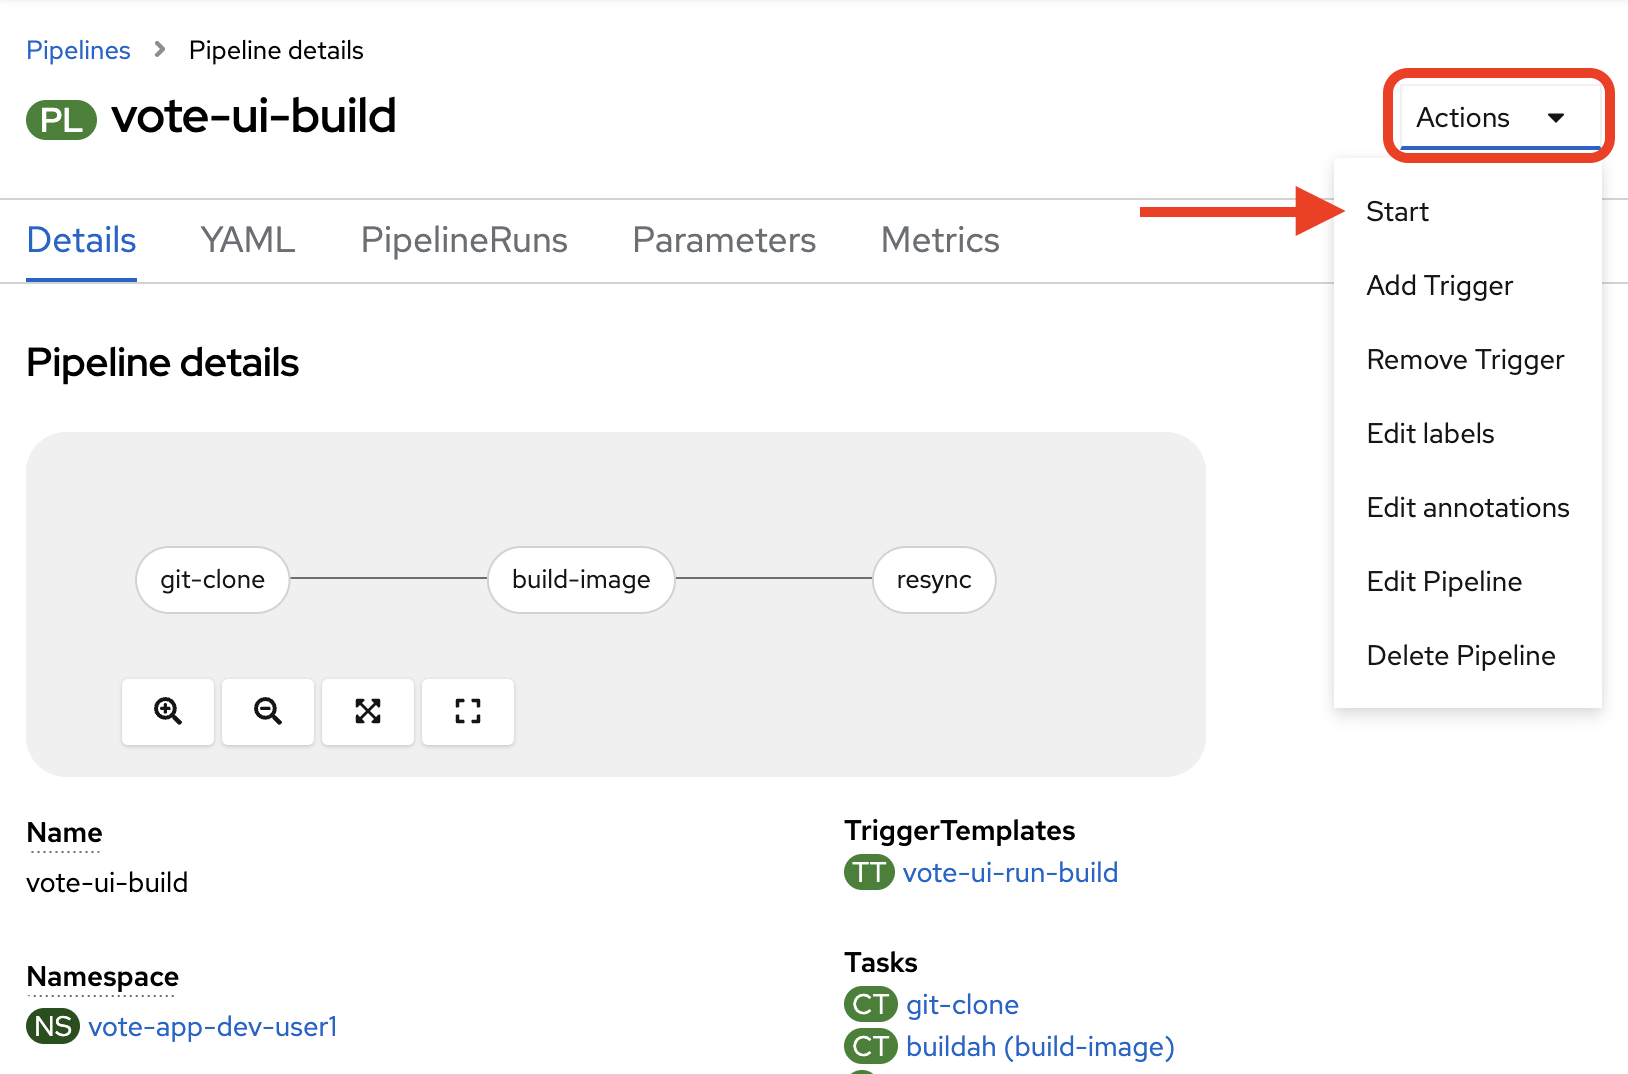 Pipelines > Pipeline details
PL vote-ui-build
Actions
Start
Add Trigger
Remove Trigger
Edit labels
Edit annotations
Edit Pipeline
Delete Pipeline
Details YAML PipelineRuns Parameters Metrics
Pipeline details
git-clone build-image resync
Name
vote-ui-build
Namespace
NS vote-app-dev-user1
TriggerTemplates
TT vote-ui-run-build
Tasks
CT git-clone
CT buildah (build-image)